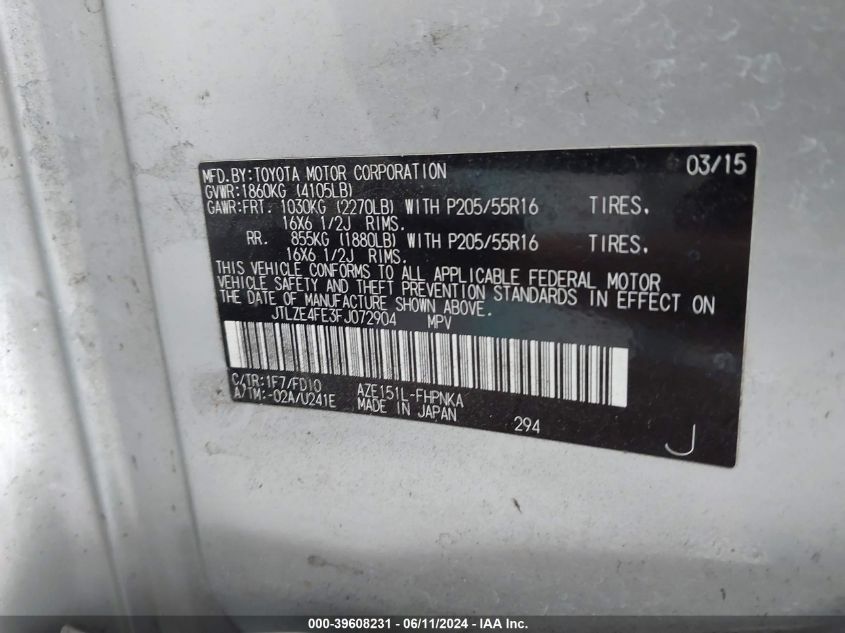 MFD.BY:TOYOTA MOTOR CORPORATION 03/15
GVWR:1860KG (4105LB)
GAWR:FRT. 1030KG (2270LB) WITH P205/55R16 TIRES.
16X6 1/2J RIMS.
RR. 855KG (1880LB) WITH P205/55R16 TIRES.
16X6 1/2J RIMS.
THIS VEHICLE CONFORMS TO ALL APPLICABLE FEDERAL MOTOR
VEHICLE SAFETY AND THEFT PREVENTION STANDARDS IN EFFECT ON
THE DATE OF MANUFACTURE SHOWN ABOVE.
JTLZE4FE3FJ072904 MPV
C/TR:1F7/FD10 AZE151L-FHPNKA
A/TM:-02A/U241E MADE IN JAPAN
294
J
000-39608231 - 06/11/2024 - IAA Inc.